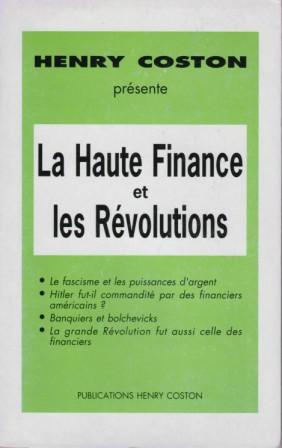 HENRY COSTON
présente
La Haute Finance
et
les Révolutions
• Le fascisme et les puissances d'argent
• Hitler fut-il commandité par des financiers
américains ?
• Banquiers et bolchevicks
• La grande Révolution fut aussi celle des
financiers
PUBLICATIONS HENRY COSTON